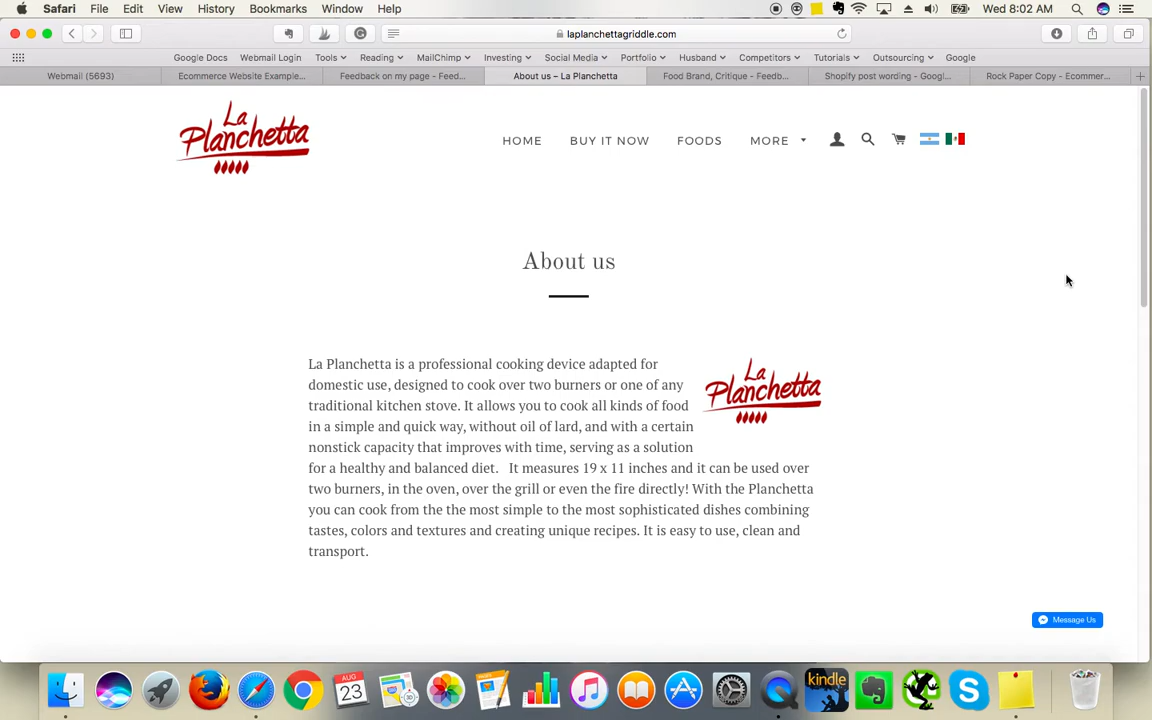 Safari File Edit View History Bookmarks Window Help Wed 8:02 AM
laplanchettagriddle.com
Google Docs Webmail Login Tools Reading MailChimp Investing Social Media Portfolio Husband Competitors Tutorials Outsourcing Google
Webmail (5693) Ecommerce Website Example... Feedback on my page - Feed... About us – La Planchetta Food Brand, Critique - Feedb... Shopify post wording - Googl... Rock Paper Copy - Ecommer...
La
Planchetta
HOME BUY IT NOW FOODS MORE
About us
La Planchetta is a professional cooking device adapted for
domestic use, designed to cook over two burners or one of any
traditional kitchen stove. It allows you to cook all kinds of food
in a simple and quick way, without oil of lard, and with a certain
nonstick capacity that improves with time, serving as a solution
for a healthy and balanced diet. It measures 19 x 11 inches and it can be used over
two burners, in the oven, over the grill or even the fire directly! With the Planchetta
you can cook from the the most simple to the most sophisticated dishes combining
tastes, colors and textures and creating unique recipes. It is easy to use, clean and
transport.
La
Planchetta
Message Us
AUG
23
30
kindle